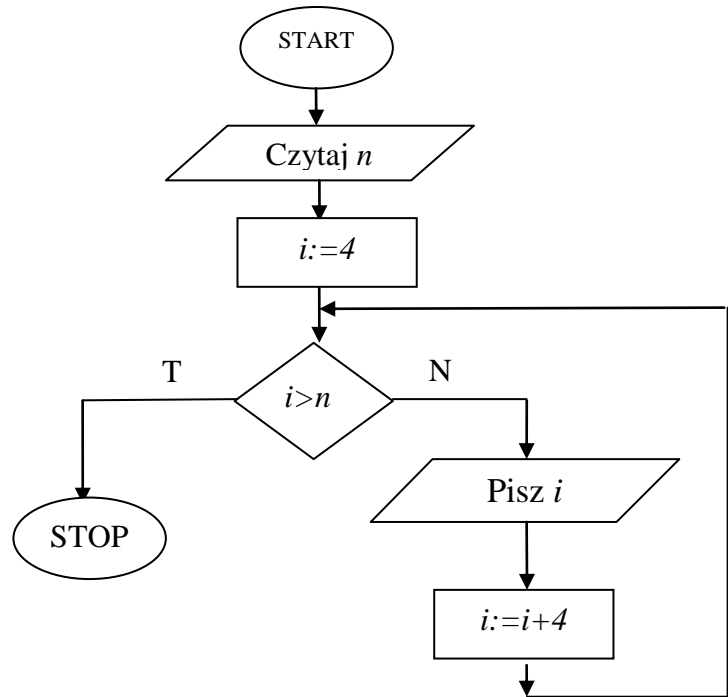 START
Czytaj n
i:=4
T
N
i>n
Pisz i
STOP
i:=i+4